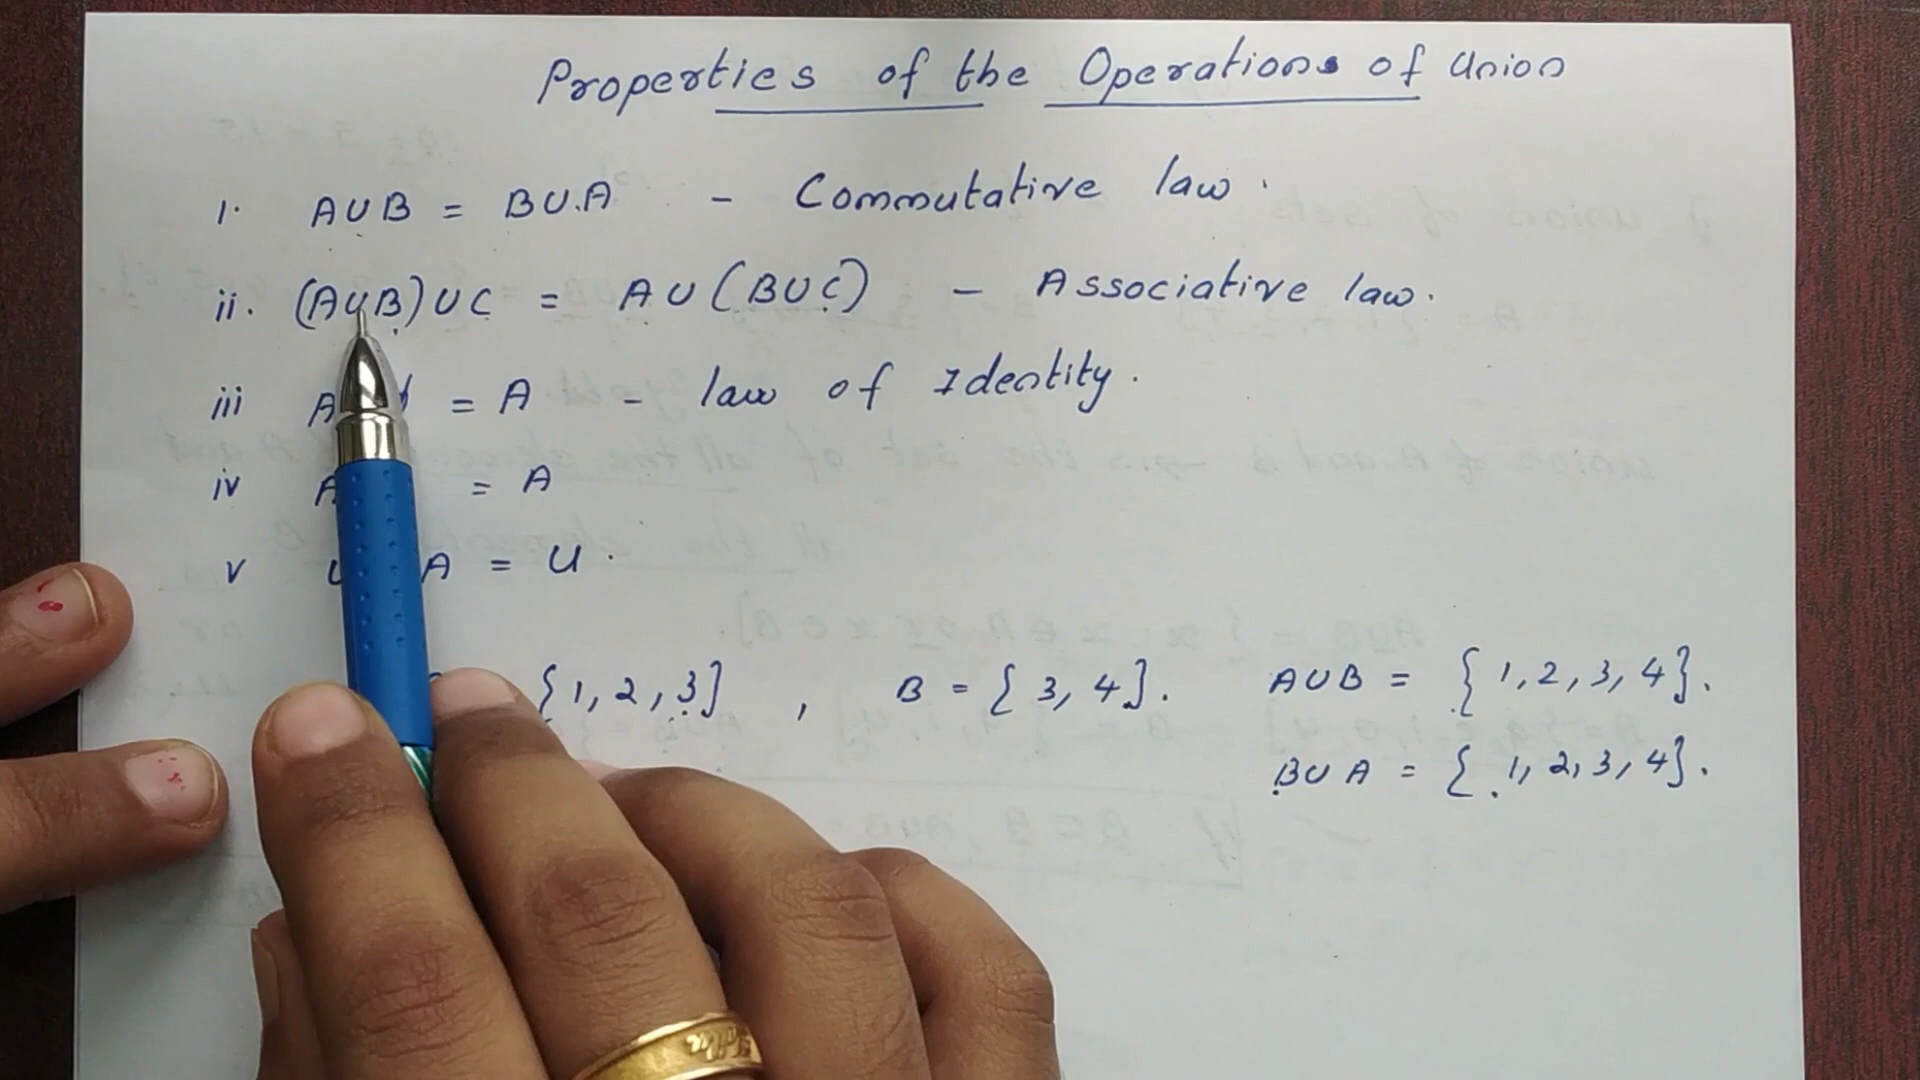 Properties of the Operations of Union
1. A∪B = B∪A - Commutative law.
ii. (A∪B)∪C = A∪(B∪C) - Associative law.
iii A = A - law of Identity.
iv A = A
v U A = U.
{1, 2, 3} , B = {3, 4}. A∪B = {1, 2, 3, 4}.
B∪A = {1, 2, 3, 4}.